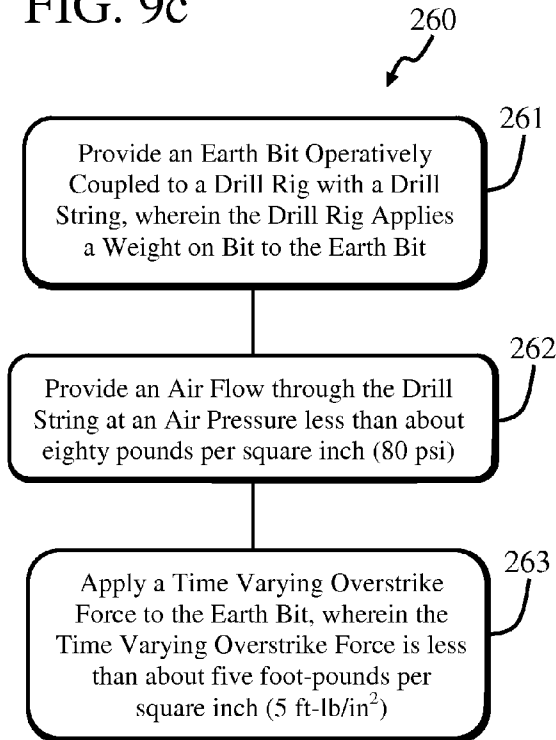 FIG. 9c
260
261
Provide an Earth Bit Operatively
Coupled to a Drill Rig with a Drill
String, wherein the Drill Rig Applies
a Weight on Bit to the Earth Bit
262
Provide an Air Flow through the Drill
String at an Air Pressure less than about
eighty pounds per square inch (80 psi)
263
Apply a Time Varying Overstrike
Force to the Earth Bit, wherein the
Time Varying Overstrike Force is less
than about five foot-pounds per
square inch (5 ft-lb/in²)